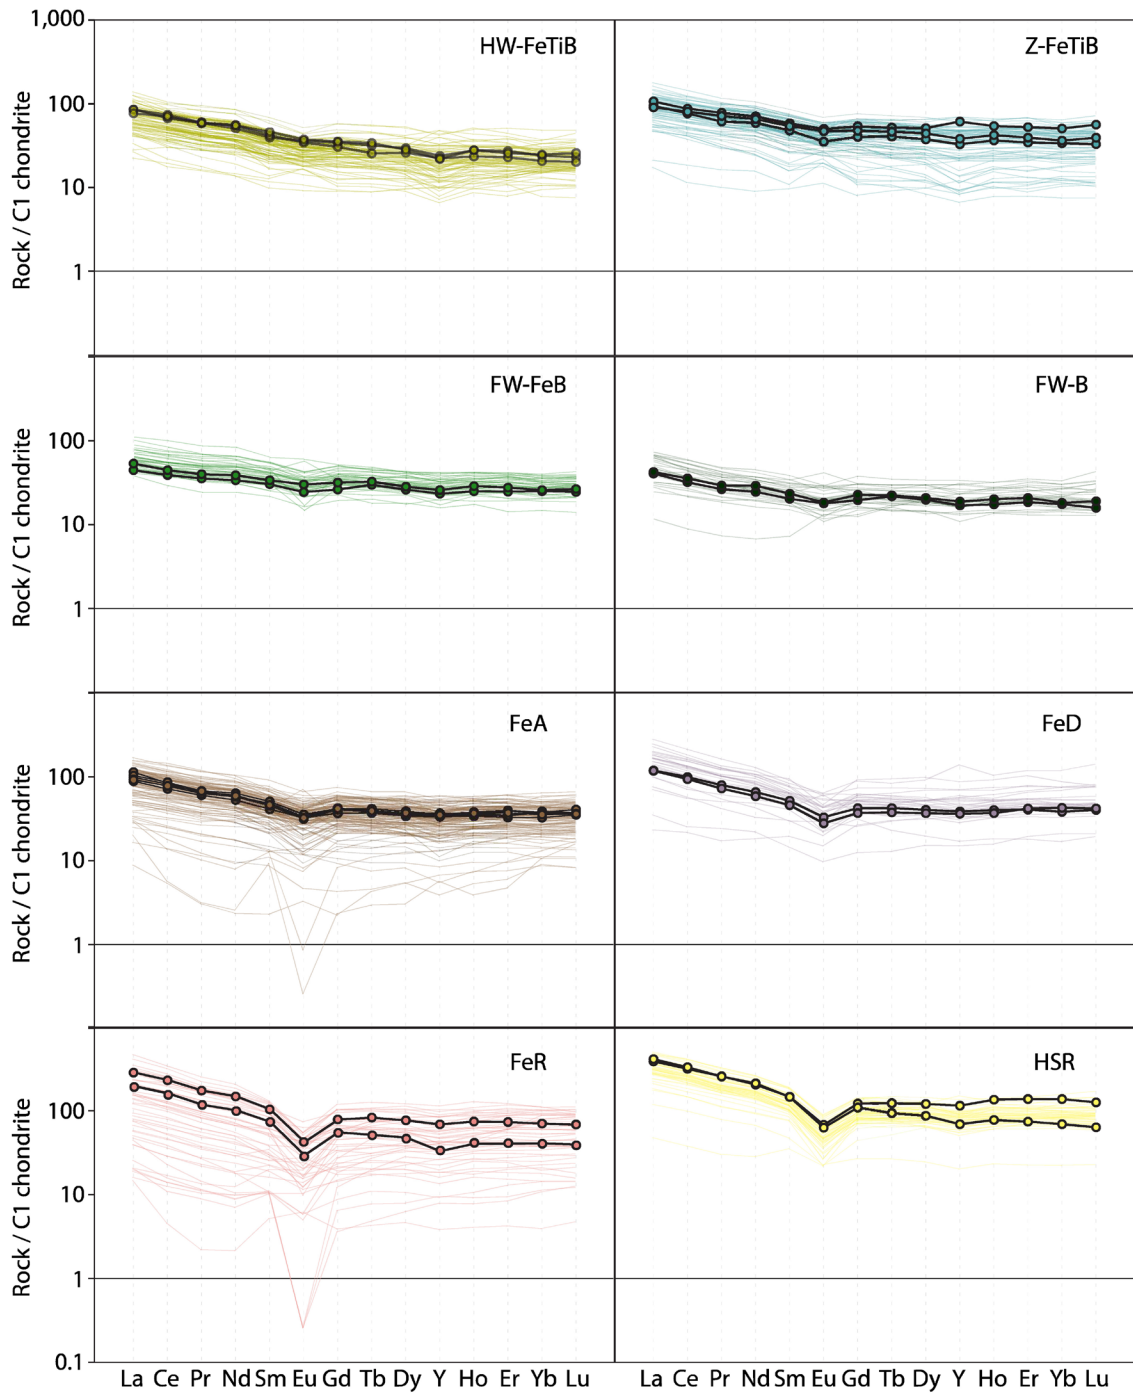 1,000
HW-FeTiB
Z-FeTiB
100
10
1
Rock / C1 chondrite
FW-FeB
FW-B
100
10
1
Rock / C1 chondrite
FeA
FeD
100
10
1
Rock / C1 chondrite
FeR
HSR
100
10
1
0.1
Rock / C1 chondrite
La Ce Pr Nd Sm Eu Gd Tb Dy Y Ho Er Yb Lu
La Ce Pr Nd Sm Eu Gd Tb Dy Y Ho Er Yb Lu